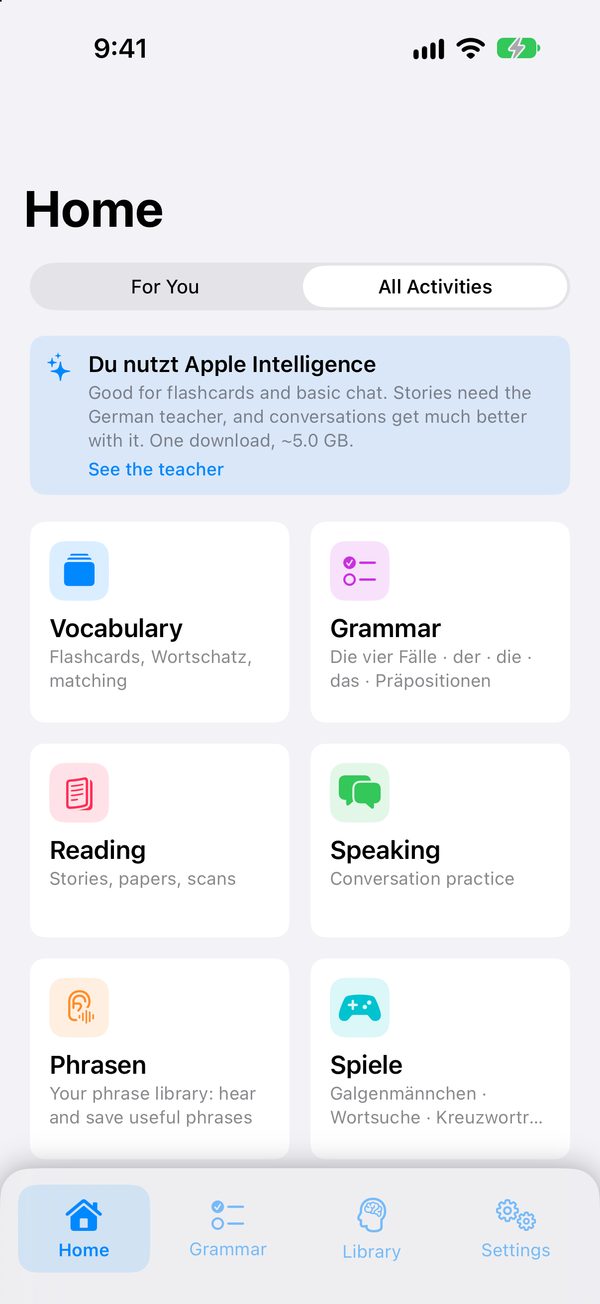 9:41
Home
For You
All Activities
Du nutzt Apple Intelligence
Good for flashcards and basic chat. Stories need the
German teacher, and conversations get much better
with it. One download, ~5.0 GB.
See the teacher
Vocabulary
Flashcards, Wortschatz,
matching
Grammar
Die vier Fälle · der · die ·
das · Präpositionen
Reading
Stories, papers, scans
Speaking
Conversation practice
Phrasen
Your phrase library: hear
and save useful phrases
Spiele
Galgenmännchen ·
Wortsuche · Kreuzwortr...
Home
Grammar
Library
Settings